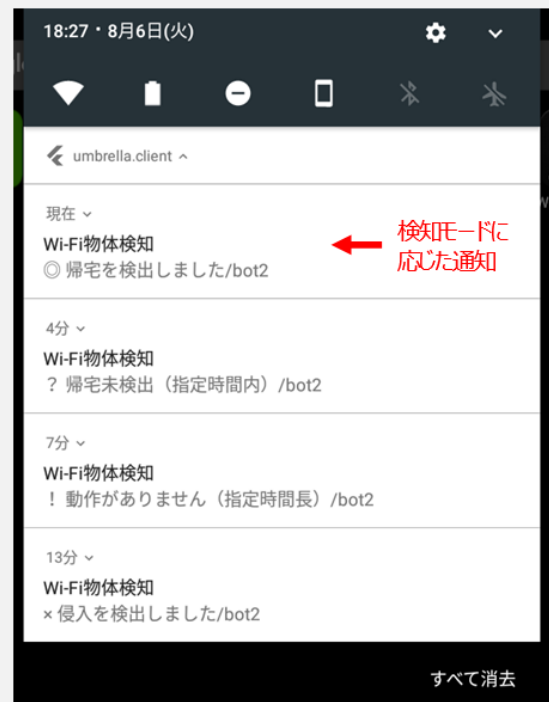 18:27・8月6日(火)
umbrella.client
現在
Wi-Fi物体検知
◎ 帰宅を検出しました/bot2
検知モードに
応じた通知
4分
Wi-Fi物体検知
? 帰宅未検出（指定時間内）/bot2
7分
Wi-Fi物体検知
! 動作がありません（指定時間長）/bot2
13分
Wi-Fi物体検知
× 侵入を検出しました/bot2
すべて消去